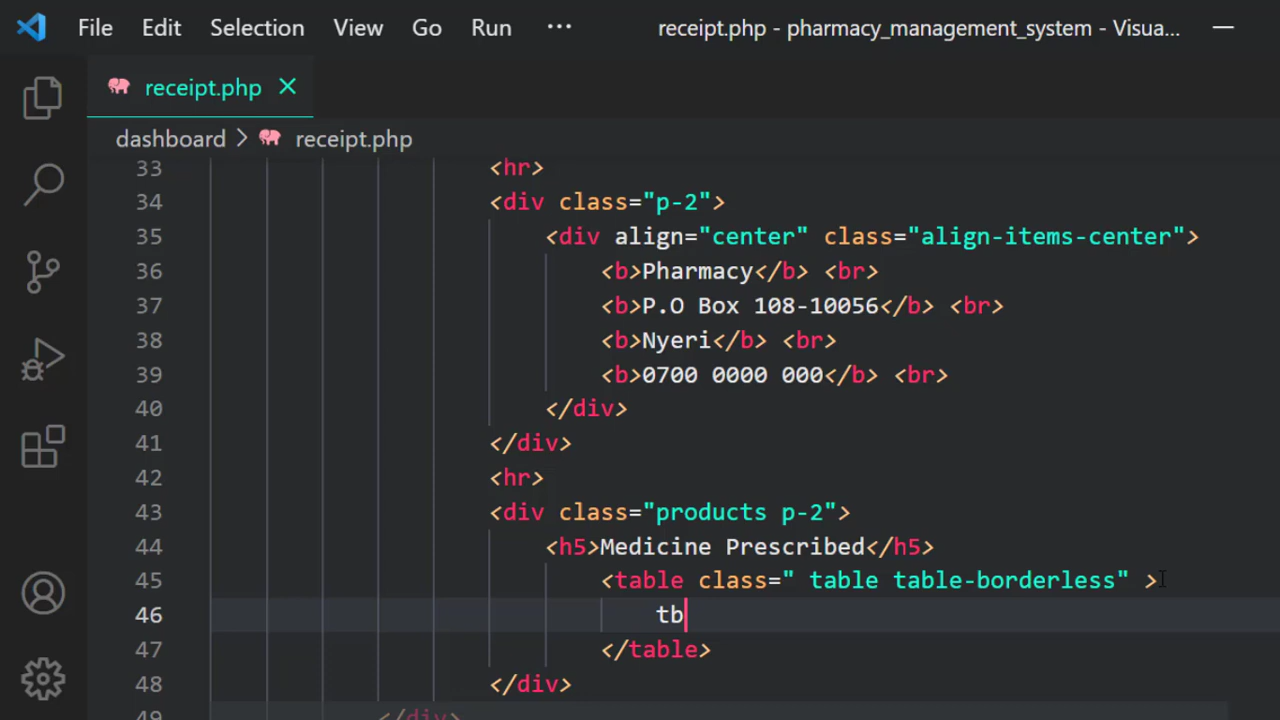 File Edit Selection View Go Run ··· receipt.php - pharmacy_management_system - Visua...
receipt.php
dashboard > receipt.php
33 <hr>
34 <div class="p-2">
35 <div align="center" class="align-items-center">
36 <b>Pharmacy</b> <br>
37 <b>P.O Box 108-10056</b> <br>
38 <b>Nyeri</b> <br>
39 <b>0700 0000 000</b> <br>
40 </div>
41 </div>
42 <hr>
43 <div class="products p-2">
44 <h5>Medicine Prescribed</h5>
45 <table class=" table table-borderless" >
46 tb
47 </table>
48 </div>
49 </div>